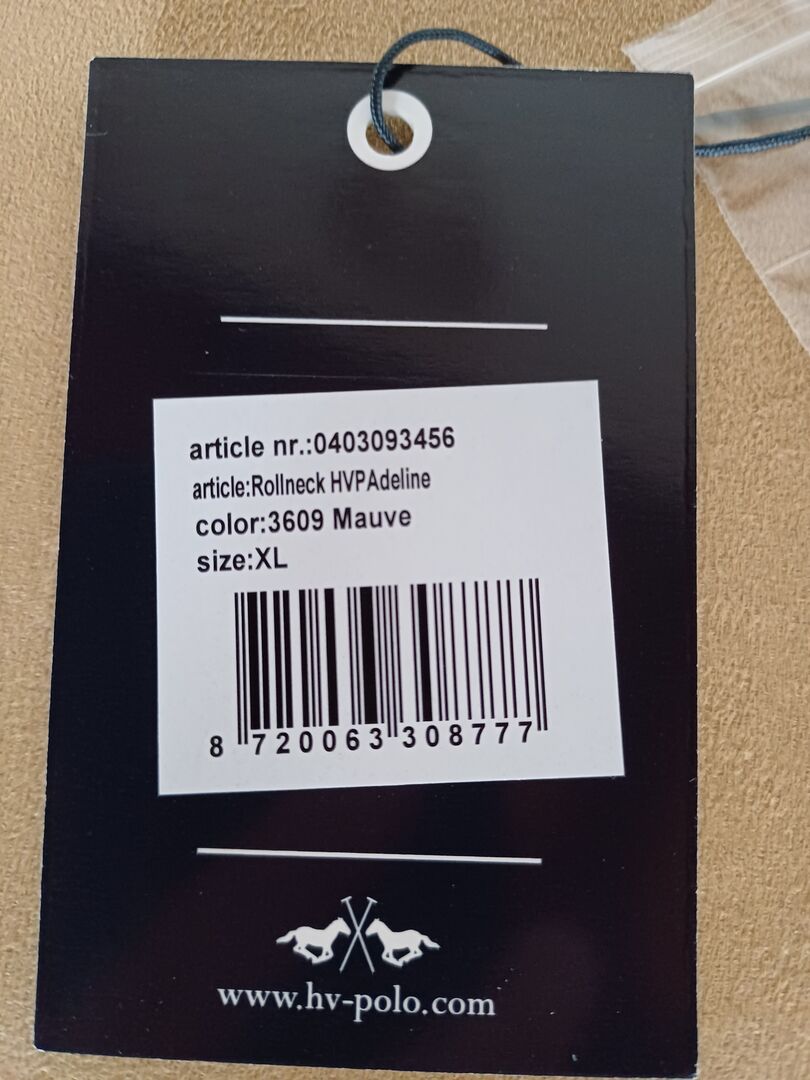 article nr.:0403093456
article:Rollneck HVPAdeline
color:3609 Mauve
size:XL
8 720063 308777
www.hv-polo.com